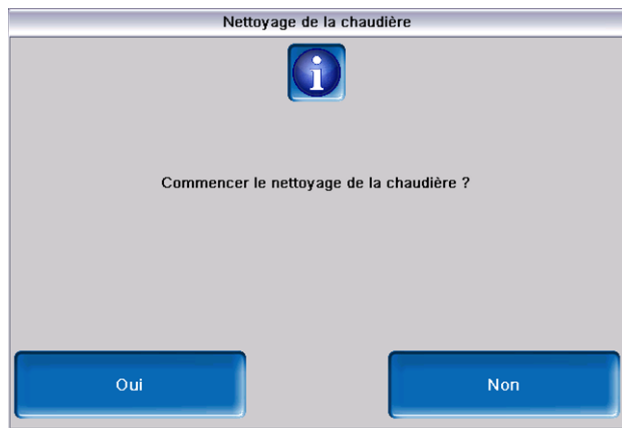 Nettoyage de la chaudière
Commencer le nettoyage de la chaudière ?
Oui
Non